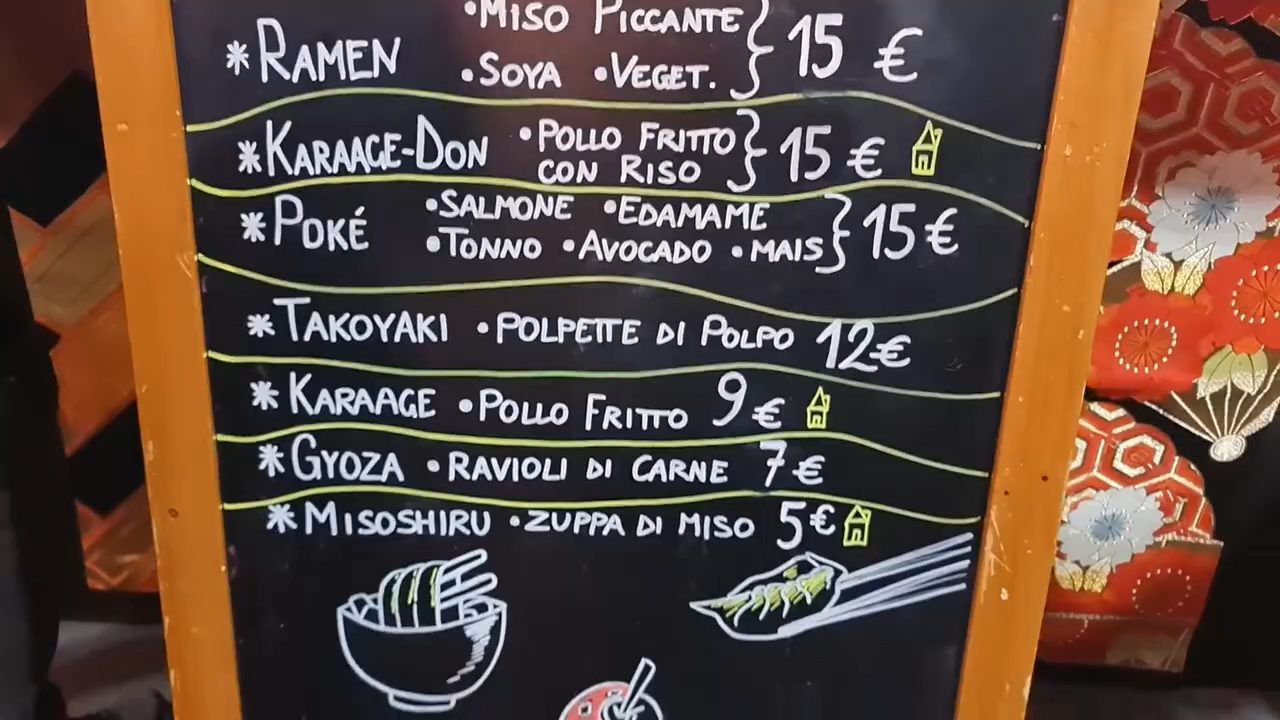 •MISO PICCANTE
*RAMEN •SOYA •VEGET. } 15 €
*KARAAGE-DON •POLLO FRITTO
CON RISO } 15 €
*POKÉ •SALMONE •EDAMAME
•TONNO •AVOCADO •MAIS } 15 €
*TAKOYAKI •POLPETTE DI POLPO 12€
*KARAAGE •POLLO FRITTO 9 €
*GYOZA •RAVIOLI DI CARNE 7 €
*MISOSHIRU •ZUPPA DI MISO 5€